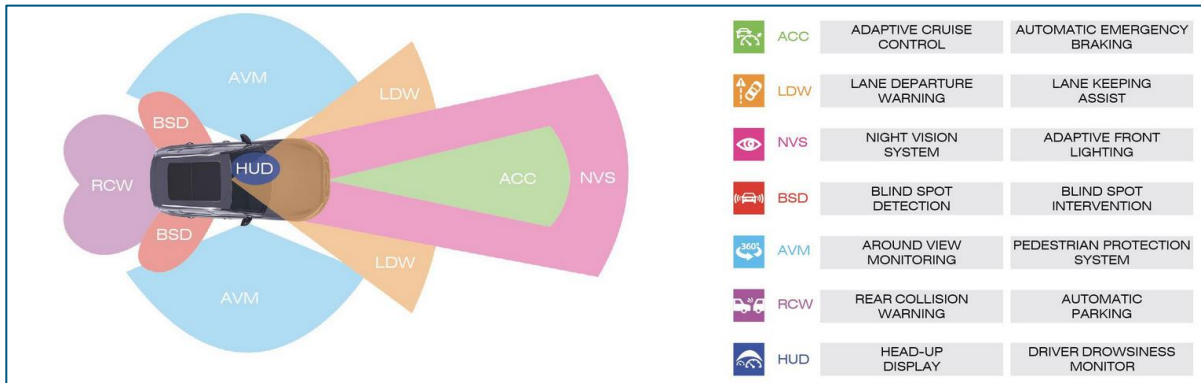 AVM
LDW
BSD
HUD
RCW
ACC
NVS
BSD
LDW
AVM
ACC
ADAPTIVE CRUISE
CONTROL
AUTOMATIC EMERGENCY
BRAKING
LDW
LANE DEPARTURE
WARNING
LANE KEEPING
ASSIST
NVS
NIGHT VISION
SYSTEM
ADAPTIVE FRONT
LIGHTING
BSD
BLIND SPOT
DETECTION
BLIND SPOT
INTERVENTION
360°
AVM
AROUND VIEW
MONITORING
PEDESTRIAN PROTECTION
SYSTEM
RCW
REAR COLLISION
WARNING
AUTOMATIC
PARKING
HUD
HEAD-UP
DISPLAY
DRIVER DROWSINESS
MONITOR